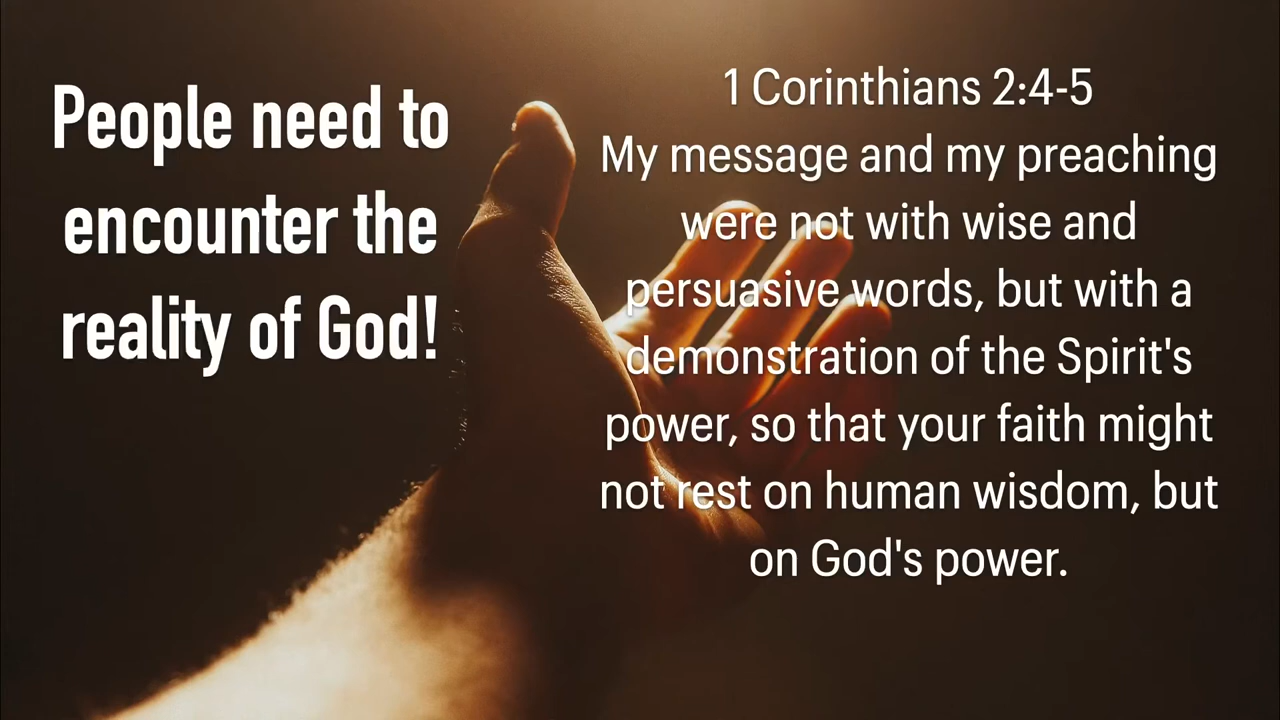 People need to
encounter the
reality of God!
1 Corinthians 2:4-5
My message and my preaching
were not with wise and
persuasive words, but with a
demonstration of the Spirit's
power, so that your faith might
not rest on human wisdom, but
on God's power.